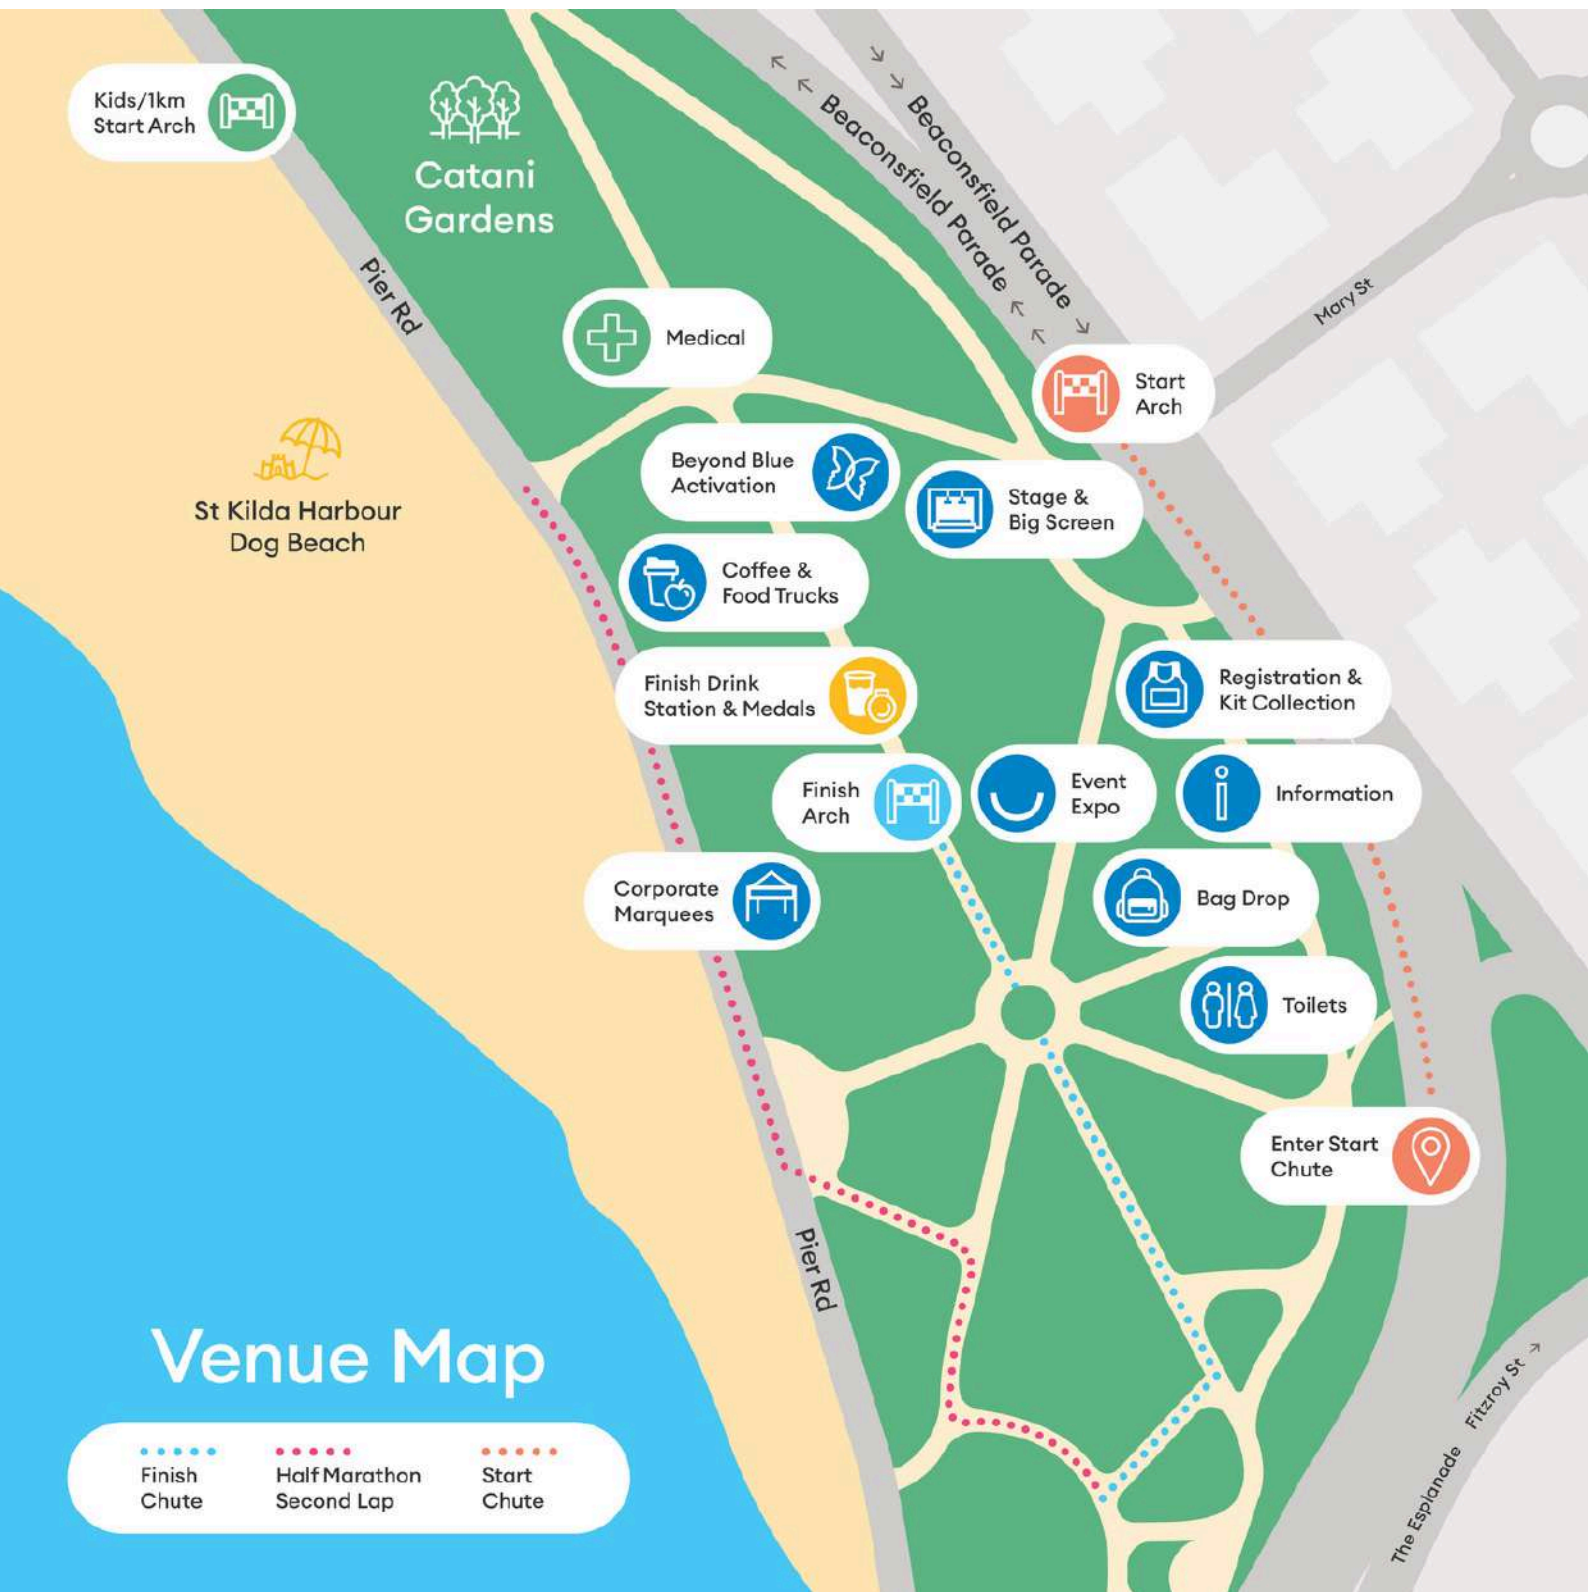 Kids/1km
Start Arch
Catani
Gardens
Beaconsfield Parade
Beaconsfield Parade
Pier Rd
Mary St
Medical
Start
Arch
Beyond Blue
Activation
Stage &
Big Screen
St Kilda Harbour
Dog Beach
Coffee &
Food Trucks
Finish Drink
Station & Medals
Registration &
Kit Collection
Finish
Arch
Event
Expo
Information
Corporate
Marquees
Bag Drop
Toilets
Enter Start
Chute
Pier Rd
Venue Map
Finish
Chute
Half Marathon
Second Lap
Start
Chute
Fitzroy St
The Esplanade